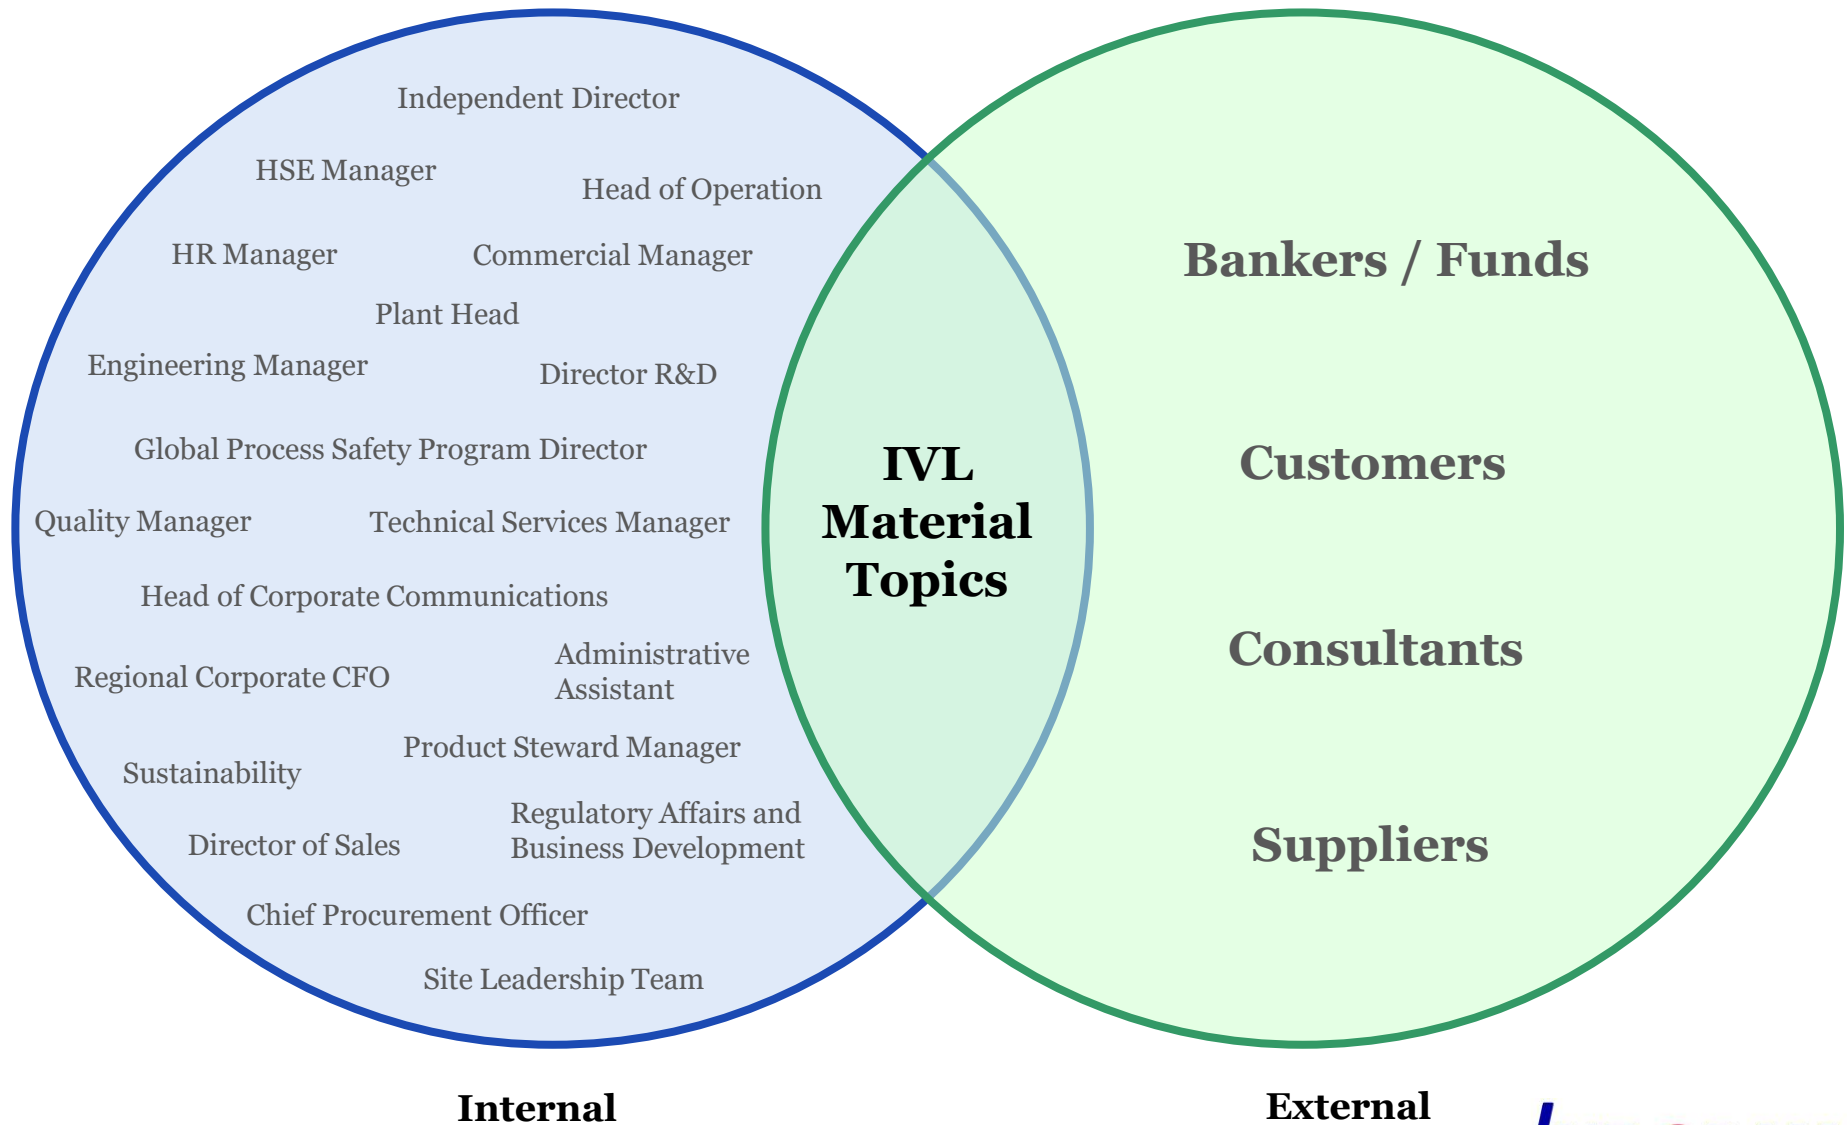 Independent Director
HSE Manager
Head of Operation
HR Manager
Commercial Manager
Plant Head
Engineering Manager
Director R&D
Global Process Safety Program Director
Quality Manager
Technical Services Manager
Head of Corporate Communications
Regional Corporate CFO
Administrative
Assistant
Product Steward Manager
Sustainability
Regulatory Affairs and
Business Development
Director of Sales
Chief Procurement Officer
Site Leadership Team
IVL
Material
Topics
Bankers / Funds
Customers
Consultants
Suppliers
Internal
External